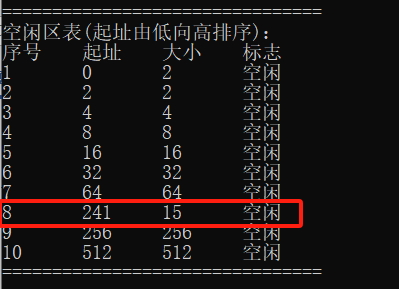 ================================
空闲区表(起址由低向高排序):
序号 起址 大小 标志
1 0 2 空闲
2 2 2 空闲
3 4 4 空闲
4 8 8 空闲
5 16 16 空闲
6 32 32 空闲
7 64 64 空闲
8 241 15 空闲
9 256 256 空闲
10 512 512 空闲
================================